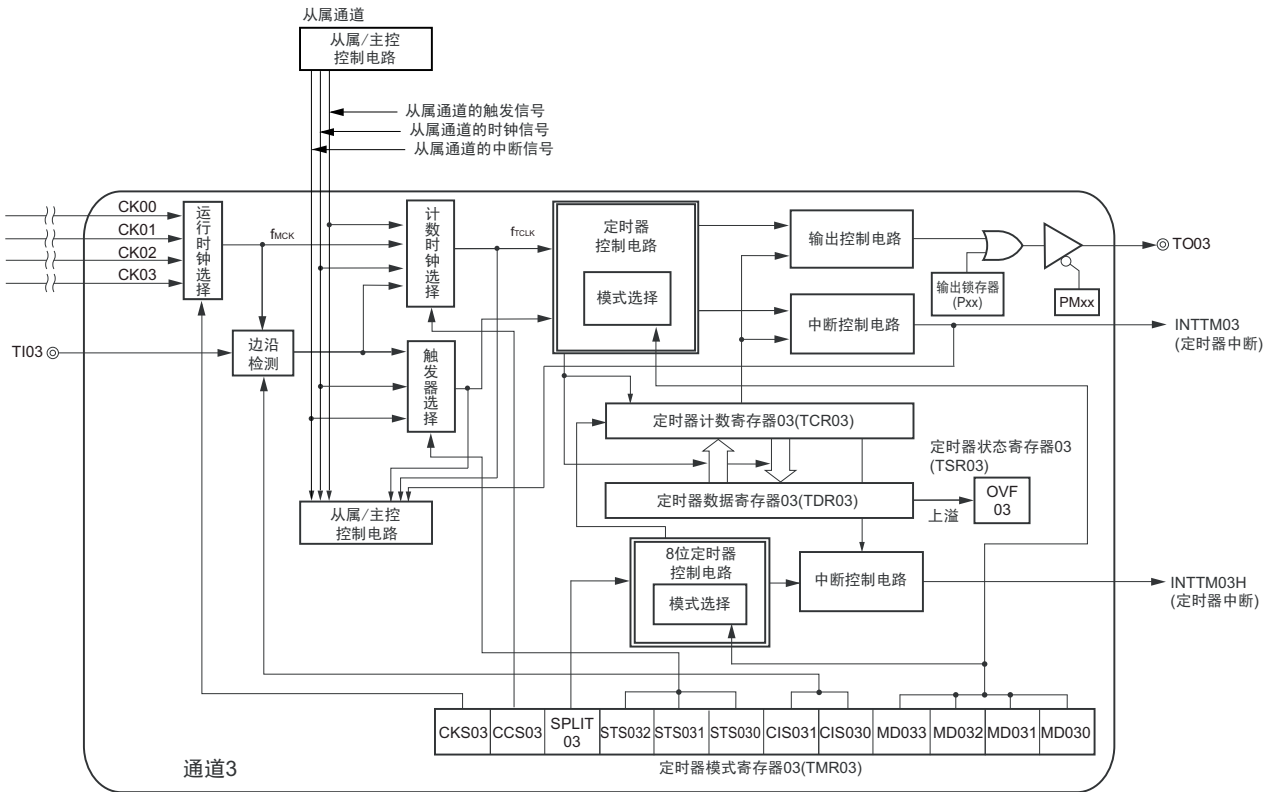 从属通道
从属/主控
控制电路
从属通道的触发信号
从属通道的时钟信号
从属通道的中断信号
CK00
CK01
CK02
CK03
运行时钟选择
fMCK
计数时钟选择
fTCLK
定时器
控制电路
模式选择
输出控制电路
输出锁存器
(Pxx)
PMxx
TO03
中断控制电路
INTTM03
(定时器中断)
TI03
边沿
检测
触发器选择
定时器计数寄存器03(TCR03)
定时器状态寄存器03
(TSR03)
定时器数据寄存器03(TDR03)
上溢
OVF
03
从属/主控
控制电路
8位定时器
控制电路
模式选择
中断控制电路
INTTM03H
(定时器中断)
CKS03 CCS03 SPLIT 03 STS032 STS031 STS030 CIS031 CIS030 MD033 MD032 MD031 MD030
定时器模式寄存器03(TMR03)
通道3